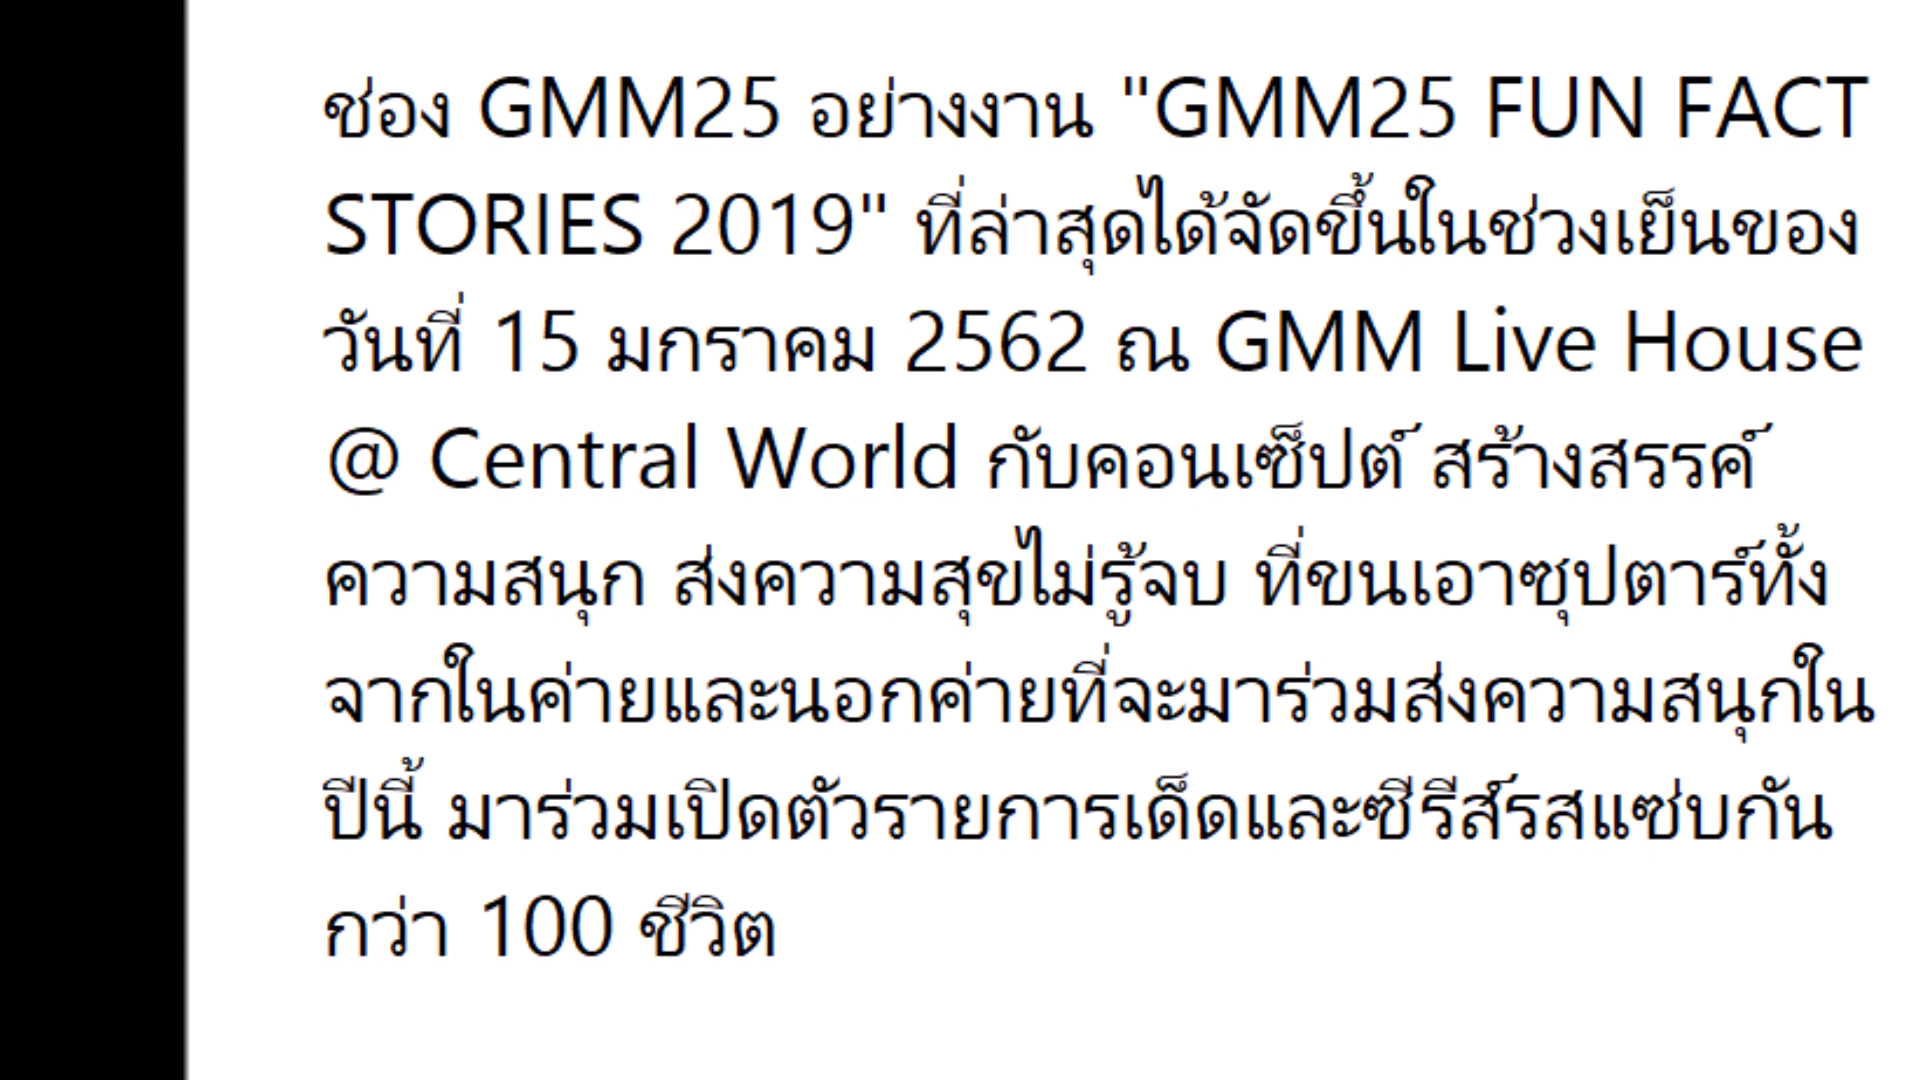 ช่อง GMM25 อย่างงาน "GMM25 FUN FACT
STORIES 2019" ที่ล่าสุดได้จัดขึ้นในช่วงเย็นของ
วันที่ 15 มกราคม 2562 ณ GMM Live House
@ Central World กับคอนเซ็ปต์ สร้างสรรค์
ความสนุก ส่งความสุขไม่รู้จบ ที่ขนเอาซุปตาร์ทั้ง
จากในค่ายและนอกค่ายที่จะมาร่วมส่งความสนุกใน
ปีนี้ มาร่วมเปิดตัวรายการเด็ดและซีรีส์รสแซ่บกัน
กว่า 100 ชีวิต